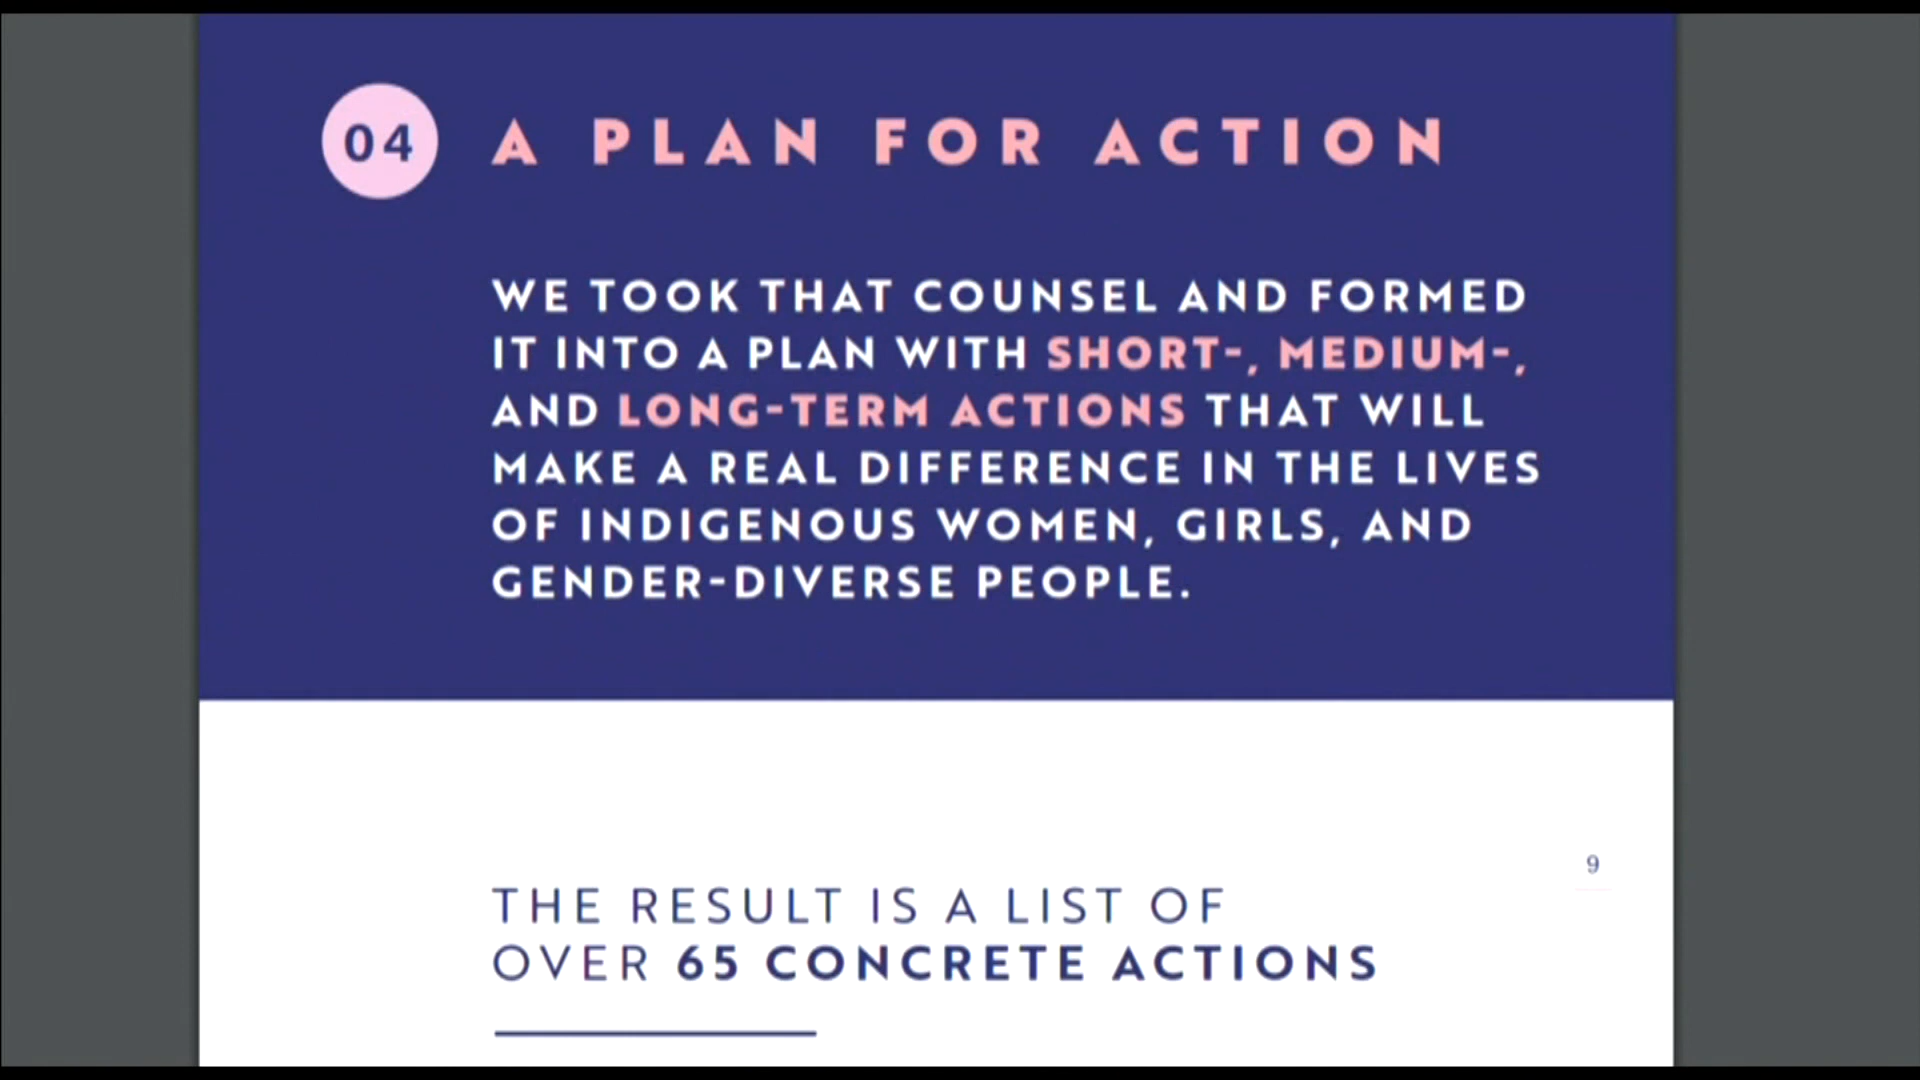 04 A PLAN FOR ACTION
WE TOOK THAT COUNSEL AND FORMED
IT INTO A PLAN WITH SHORT-, MEDIUM-,
AND LONG-TERM ACTIONS THAT WILL
MAKE A REAL DIFFERENCE IN THE LIVES
OF INDIGENOUS WOMEN, GIRLS, AND
GENDER-DIVERSE PEOPLE.
9
THE RESULT IS A LIST OF
OVER 65 CONCRETE ACTIONS